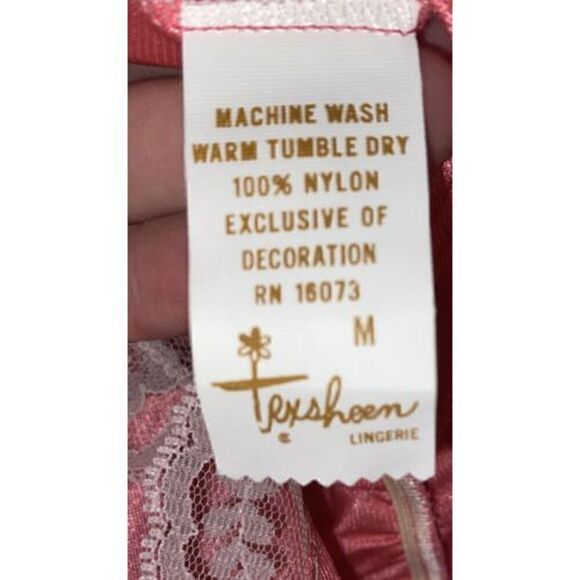 MACHINE WASH
WARM TUMBLE DRY
100% NYLON
EXCLUSIVE OF
DECORATION
RN 16073
M
Texsheen
LINGERIE